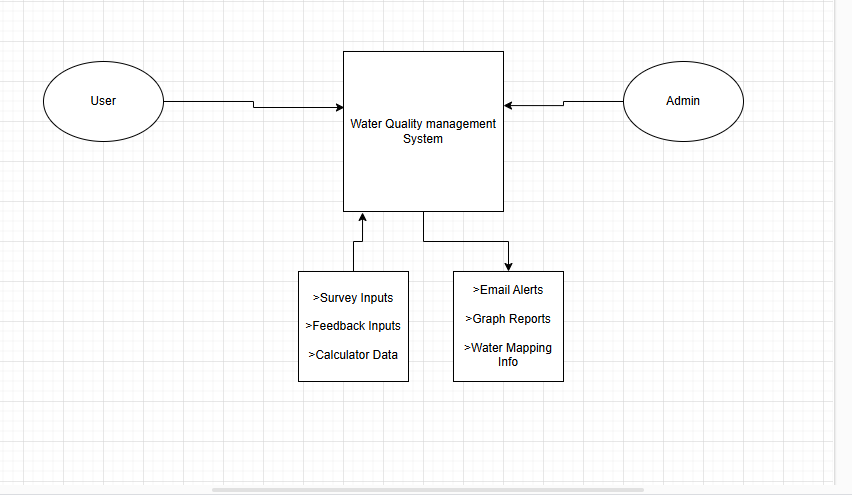 User
Water Quality management
System
Admin
>Survey Inputs
>Feedback Inputs
>Calculator Data
>Email Alerts
>Graph Reports
>Water Mapping
Info